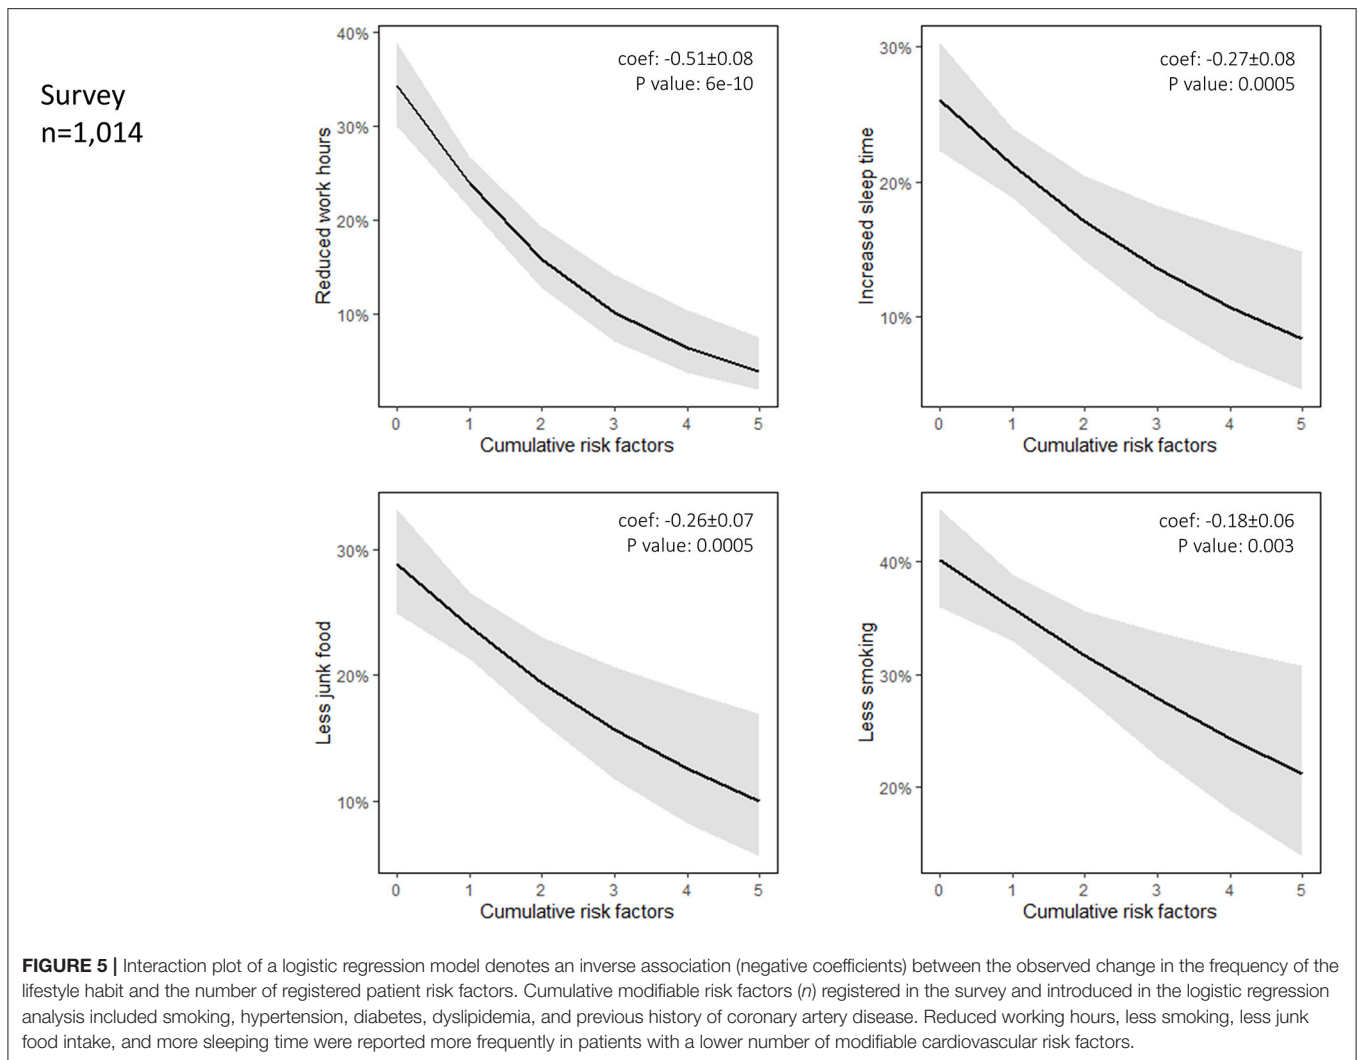 Survey
n=1,014
40%
30%
20%
10%
Reduced work hours
coef: -0.51±0.08
P value: 6e-10
0 1 2 3 4 5
Cumulative risk factors
30%
20%
10%
Increased sleep time
coef: -0.27±0.08
P value: 0.0005
0 1 2 3 4 5
Cumulative risk factors
30%
20%
10%
Less junk food
coef: -0.26±0.07
P value: 0.0005
0 1 2 3 4 5
Cumulative risk factors
40%
30%
20%
Less smoking
coef: -0.18±0.06
P value: 0.003
0 1 2 3 4 5
Cumulative risk factors
FIGURE 5 | Interaction plot of a logistic regression model denotes an inverse association (negative coefficients) between the observed change in the frequency of the
lifestyle habit and the number of registered patient risk factors. Cumulative modifiable risk factors (n) registered in the survey and introduced in the logistic regression
analysis included smoking, hypertension, diabetes, dyslipidemia, and previous history of coronary artery disease. Reduced working hours, less smoking, less junk
food intake, and more sleeping time were reported more frequently in patients with a lower number of modifiable cardiovascular risk factors.